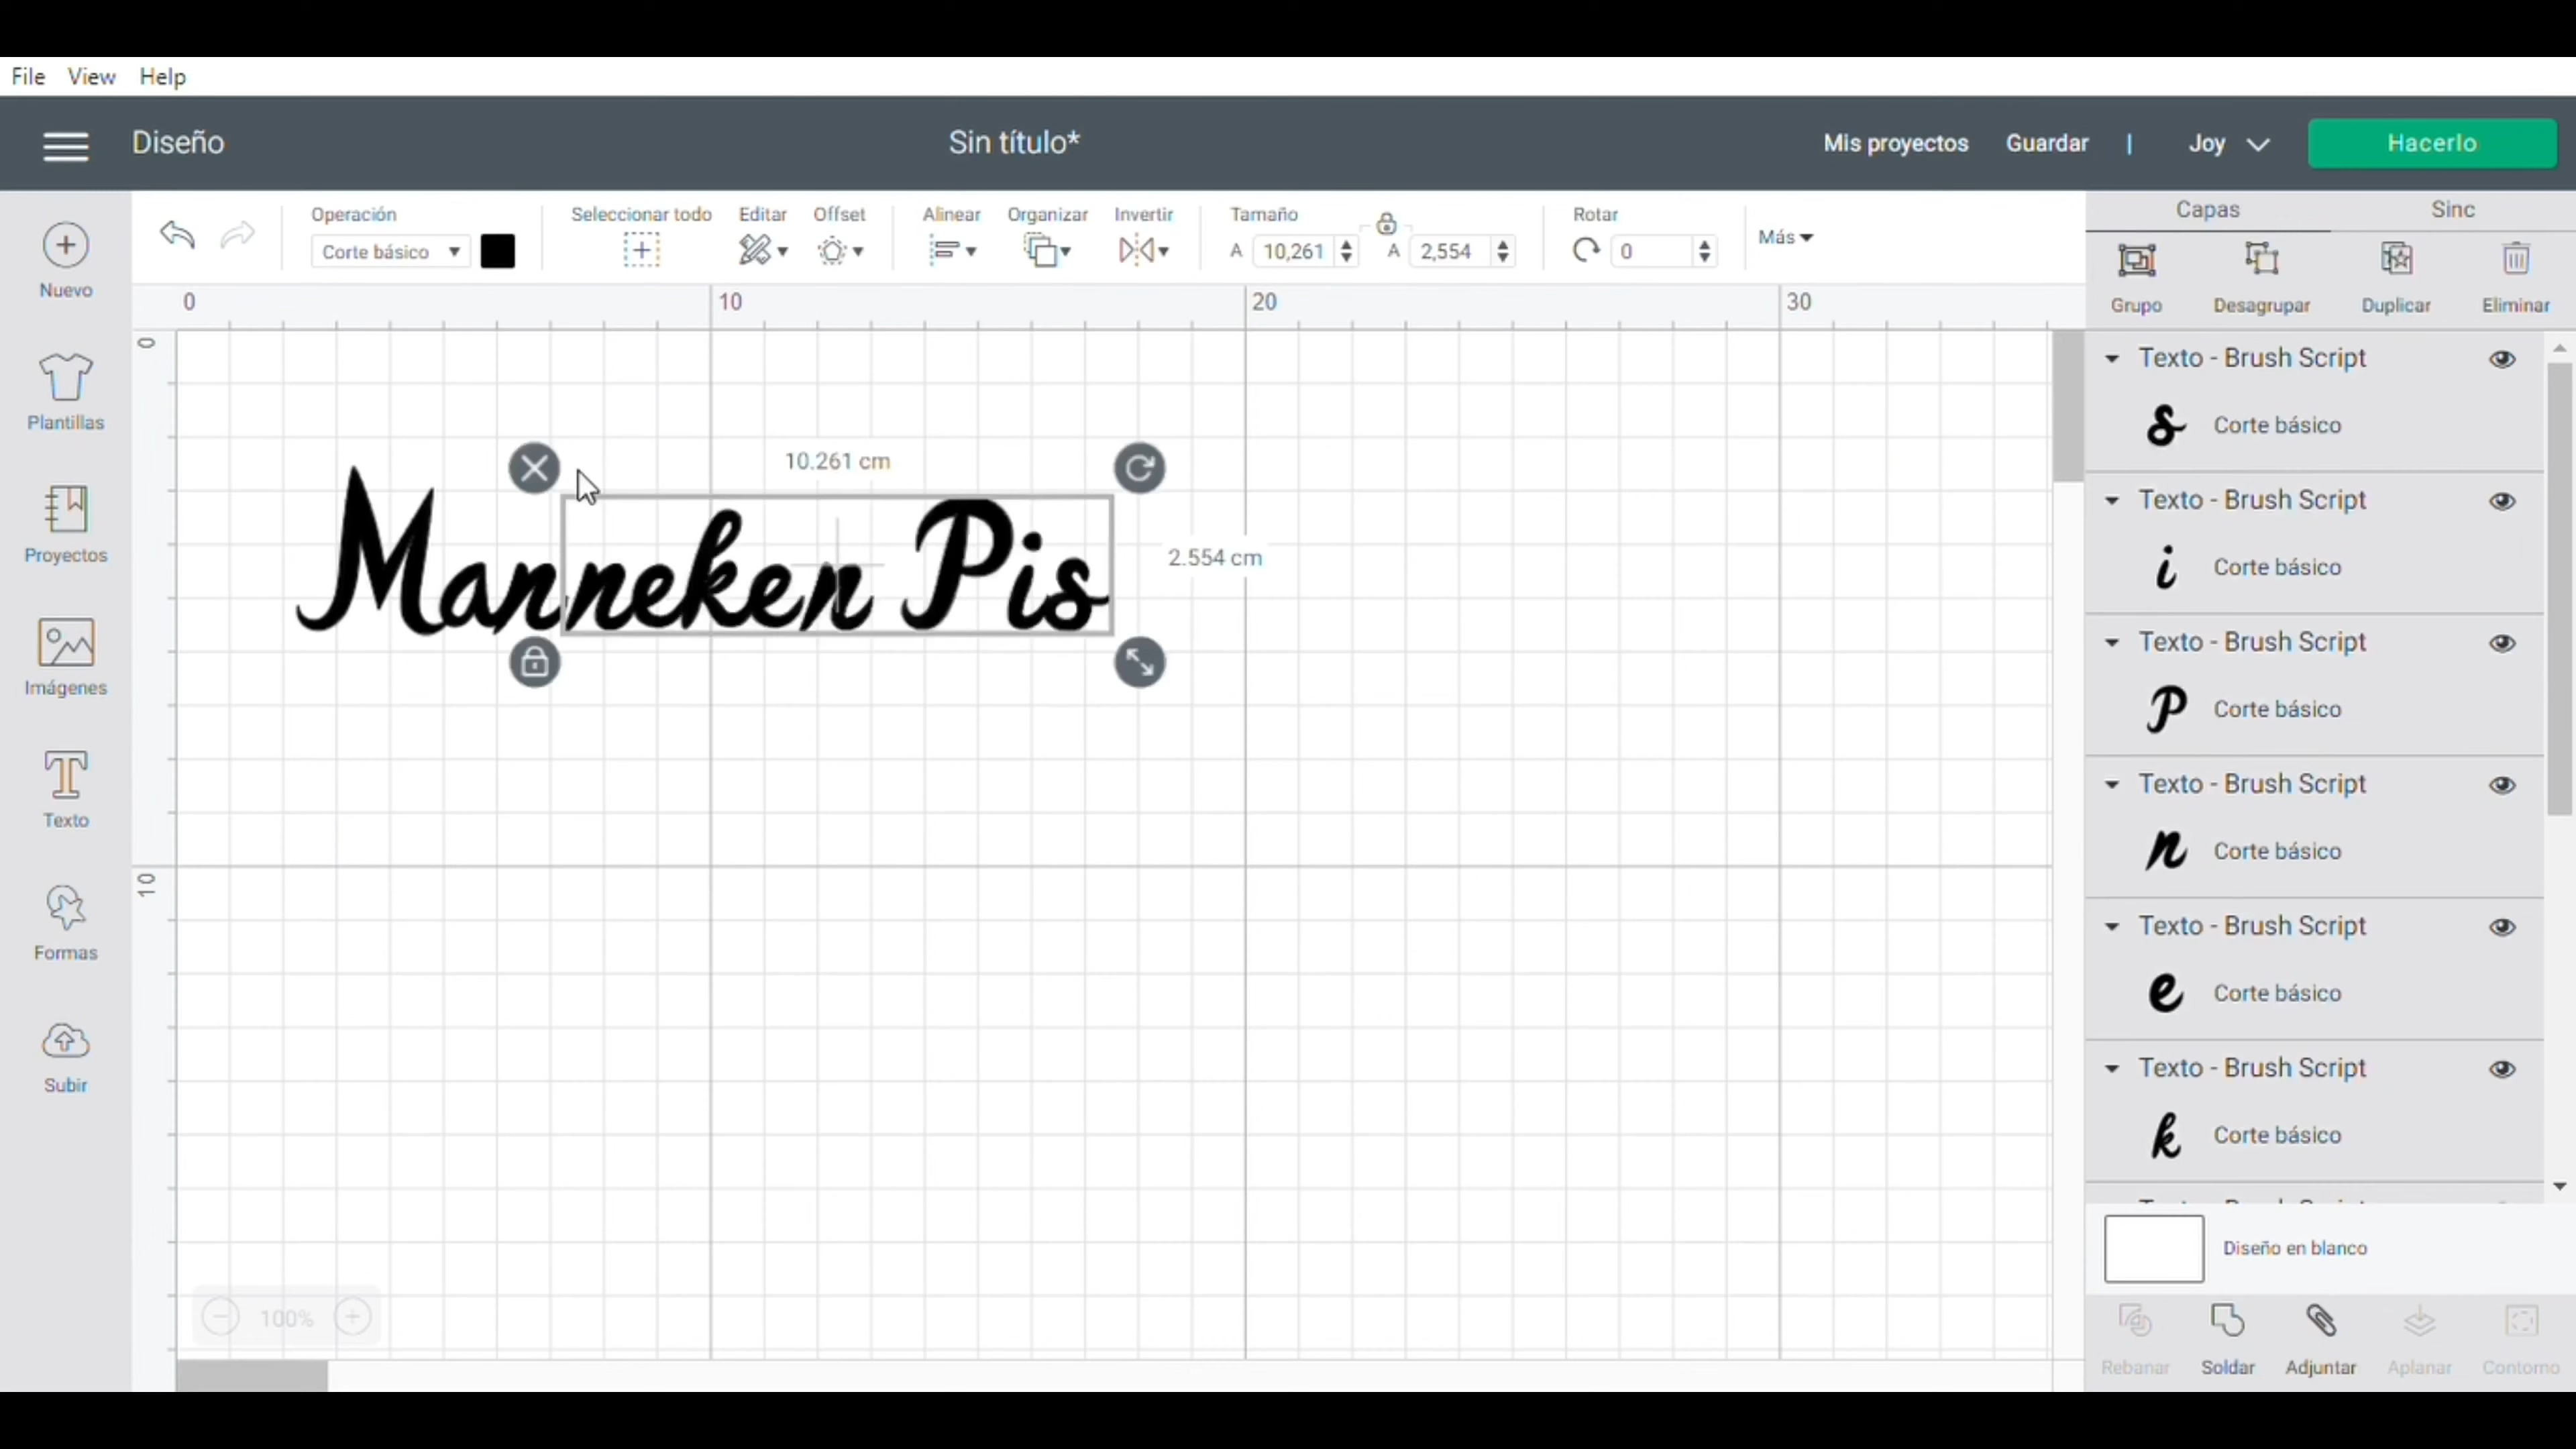 File View Help
Diseño Sin título* Mis proyectos Guardar | Joy Hacerlo
Operación Seleccionar todo Editar Offset Alinear Organizar Invertir Tamaño Rotar
Corte básico A 10,261 A 2,554 0 Más
Capas Sinc
Grupo Desagrupar Duplicar Eliminar
Nuevo
Plantillas
Proyectos
Imágenes
Texto
Formas
Subir
0 10 20 30
0
10
10.261 cm
Manneken Pis
2.554 cm
100%
Texto - Brush Script
s Corte básico
Texto - Brush Script
i Corte básico
Texto - Brush Script
P Corte básico
Texto - Brush Script
n Corte básico
Texto - Brush Script
e Corte básico
Texto - Brush Script
k Corte básico
Diseño en blanco
Rebanar Soldar Adjuntar Aplanar Contorno